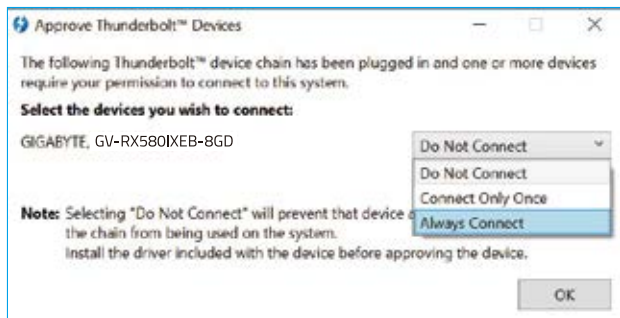 Approve Thunderbolt™ Devices
The following Thunderbolt™ device chain has been plugged in and one or more devices
require your permission to connect to this system.
Select the devices you wish to connect:
GIGABYTE, GV-RX580IXEB-8GD
Do Not Connect
Do Not Connect
Connect Only Once
Always Connect
Note: Selecting "Do Not Connect" will prevent that device
the chain from being used on the system.
Install the driver included with the device before approving the device.
OK